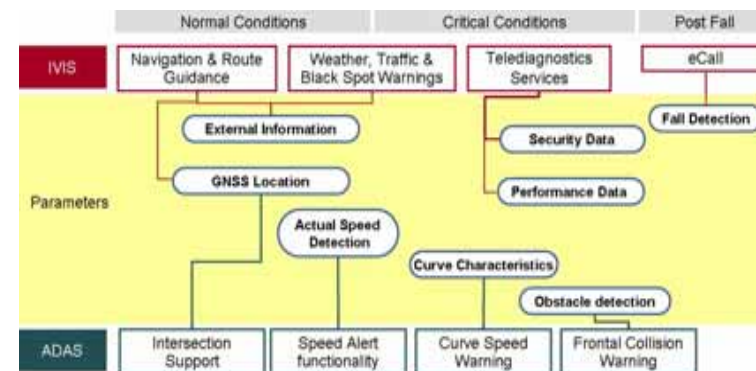 Normal Conditions
Critical Conditions
Post Fall
IVIS
Navigation & Route
Guidance
Weather, Traffic &
Black Spot Warnings
Telediagnostics
Services
eCall
External Information
Fall Detection
Security Data
GNSS Location
Performance Data
Parameters
Actual Speed
Detection
Curve Characteristics
Obstacle detection
ADAS
Intersection
Support
Speed Alert
functionality
Curve Speed
Warning
Frontal Collision
Warning